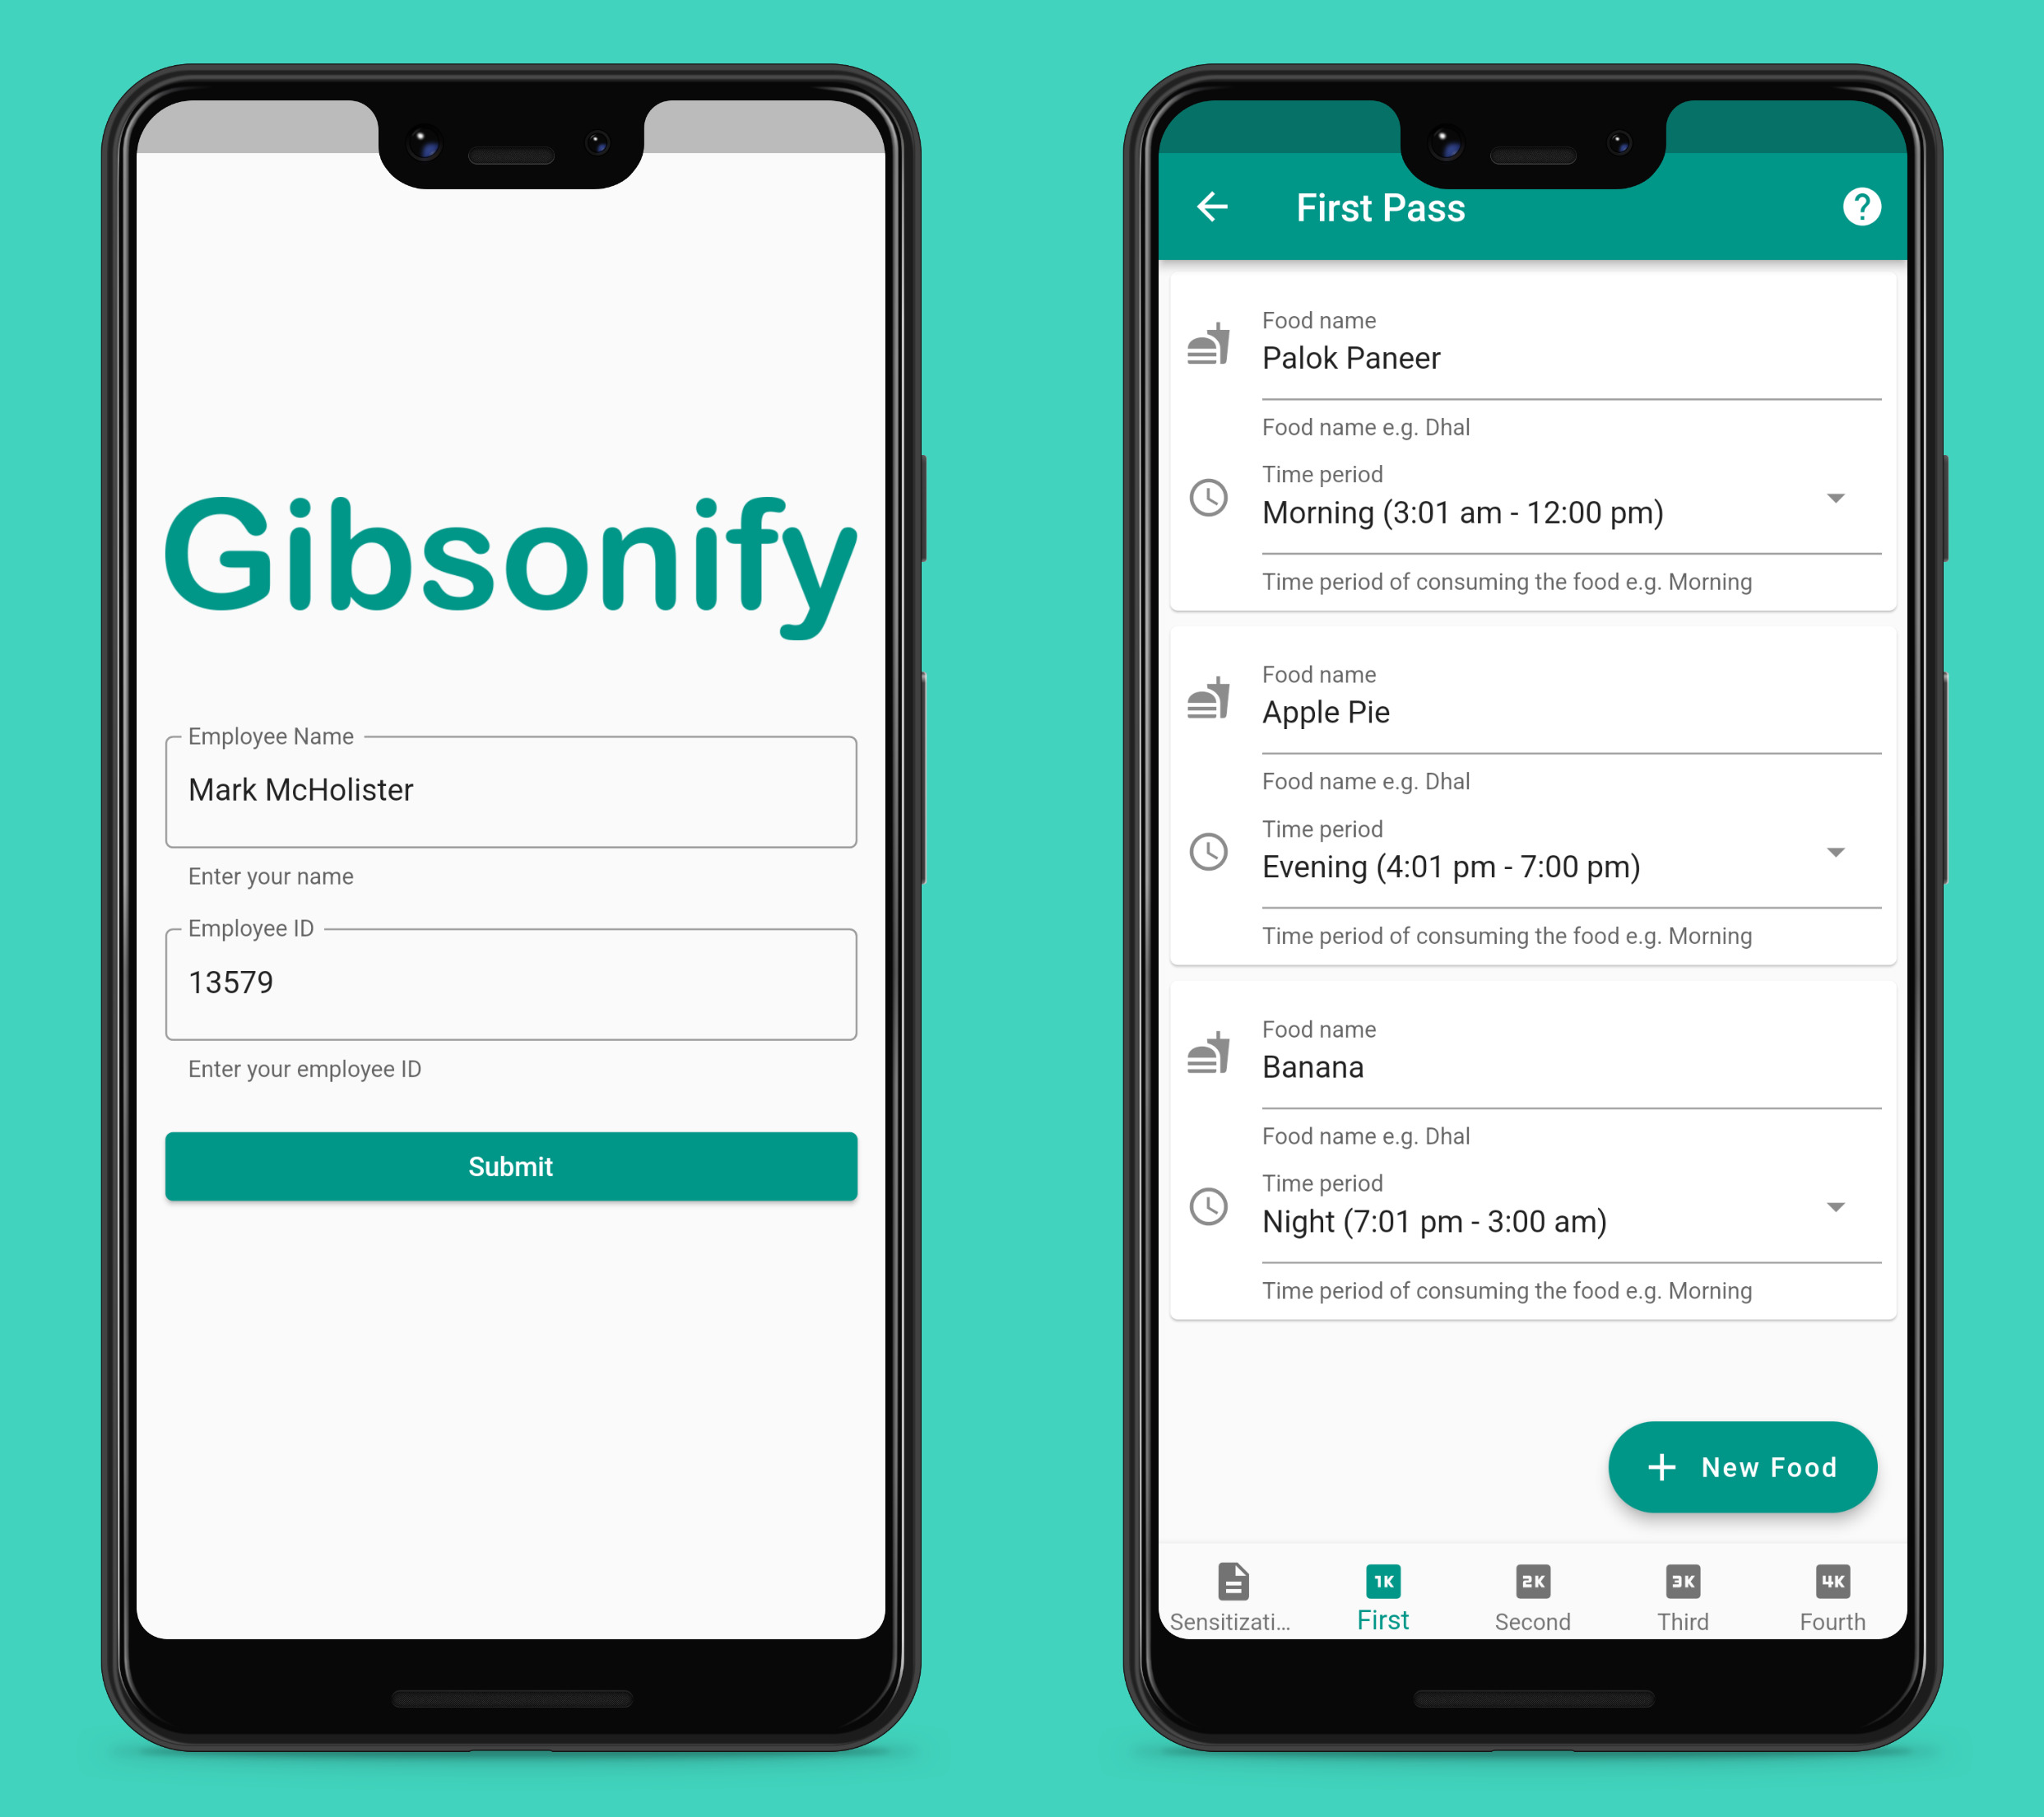 Gibsonify
Employee Name
Mark McHolister
Enter your name
Employee ID
13579
Enter your employee ID
Submit
First Pass
Food name
Palok Paneer
Food name e.g. Dhal
Time period
Morning (3:01 am - 12:00 pm)
Time period of consuming the food e.g. Morning
Food name
Apple Pie
Food name e.g. Dhal
Time period
Evening (4:01 pm - 7:00 pm)
Time period of consuming the food e.g. Morning
Food name
Banana
Food name e.g. Dhal
Time period
Night (7:01 pm - 3:00 am)
Time period of consuming the food e.g. Morning
+ New Food
1K 2K 3K 4K
Sensitizati... First Second Third Fourth